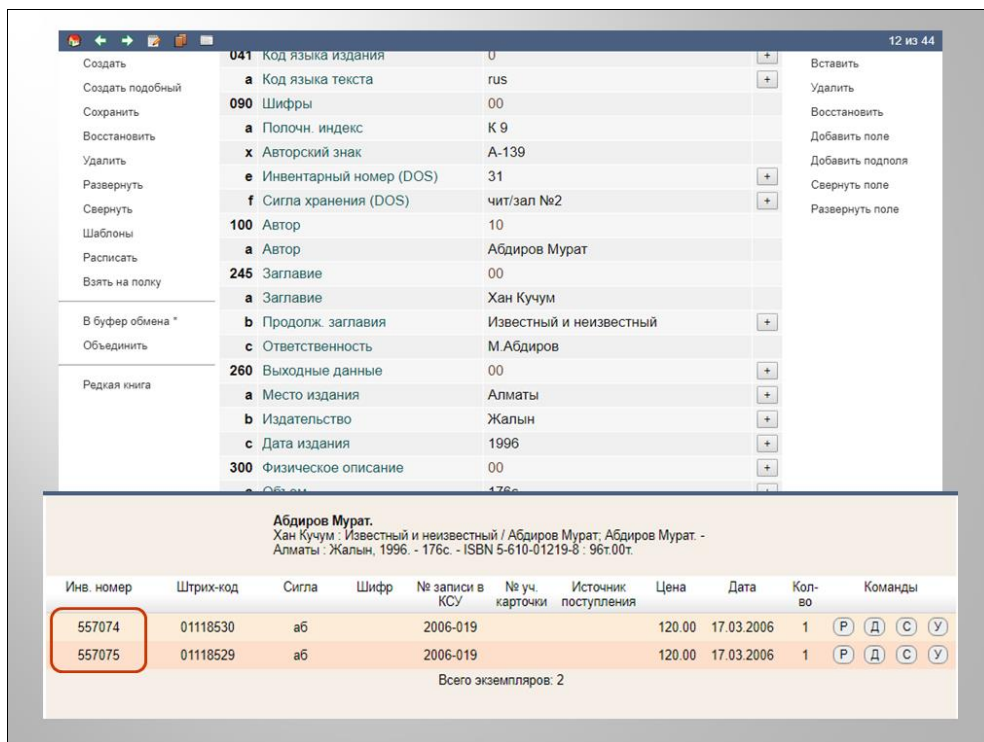 12 из 44
Создать
Создать подобный
Сохранить
Восстановить
Удалить
Развернуть
Свернуть
Шаблоны
Расписать
Взять на полку
В буфер обмена *
Объединить
Редкая книга
041 Код языка издания 0 +
a Код языка текста rus +
090 Шифры 00
a Полочн. индекс К 9
x Авторский знак А-139
e Инвентарный номер (DOS) 31 +
f Сигла хранения (DOS) чит/зал №2 +
100 Автор 10
a Автор Абдиров Мурат
245 Заглавие 00
a Заглавие Хан Кучум
b Продолж. заглавия Известный и неизвестный +
c Ответственность М.Абдиров
260 Выходные данные 00 +
a Место издания Алматы +
b Издательство Жалын +
c Дата издания 1996 +
300 Физическое описание 00 +
a Объем 176с +
Вставить
Удалить
Восстановить
Добавить поле
Добавить подполя
Свернуть поле
Развернуть поле
Абдиров Мурат.
Хан Кучум : Известный и неизвестный / Абдиров Мурат; Абдиров Мурат. -
Алматы : Жалын, 1996. - 176с. - ISBN 5-610-01219-8 : 96т.00т.
Инв. номер Штрих-код Сигла Шифр № записи в КСУ № уч. карточки Источник поступления Цена Дата Кол-во Команды
557074 01118530 аб 2006-019 120.00 17.03.2006 1 Р Д С У
557075 01118529 аб 2006-019 120.00 17.03.2006 1 Р Д С У
Всего экземпляров: 2